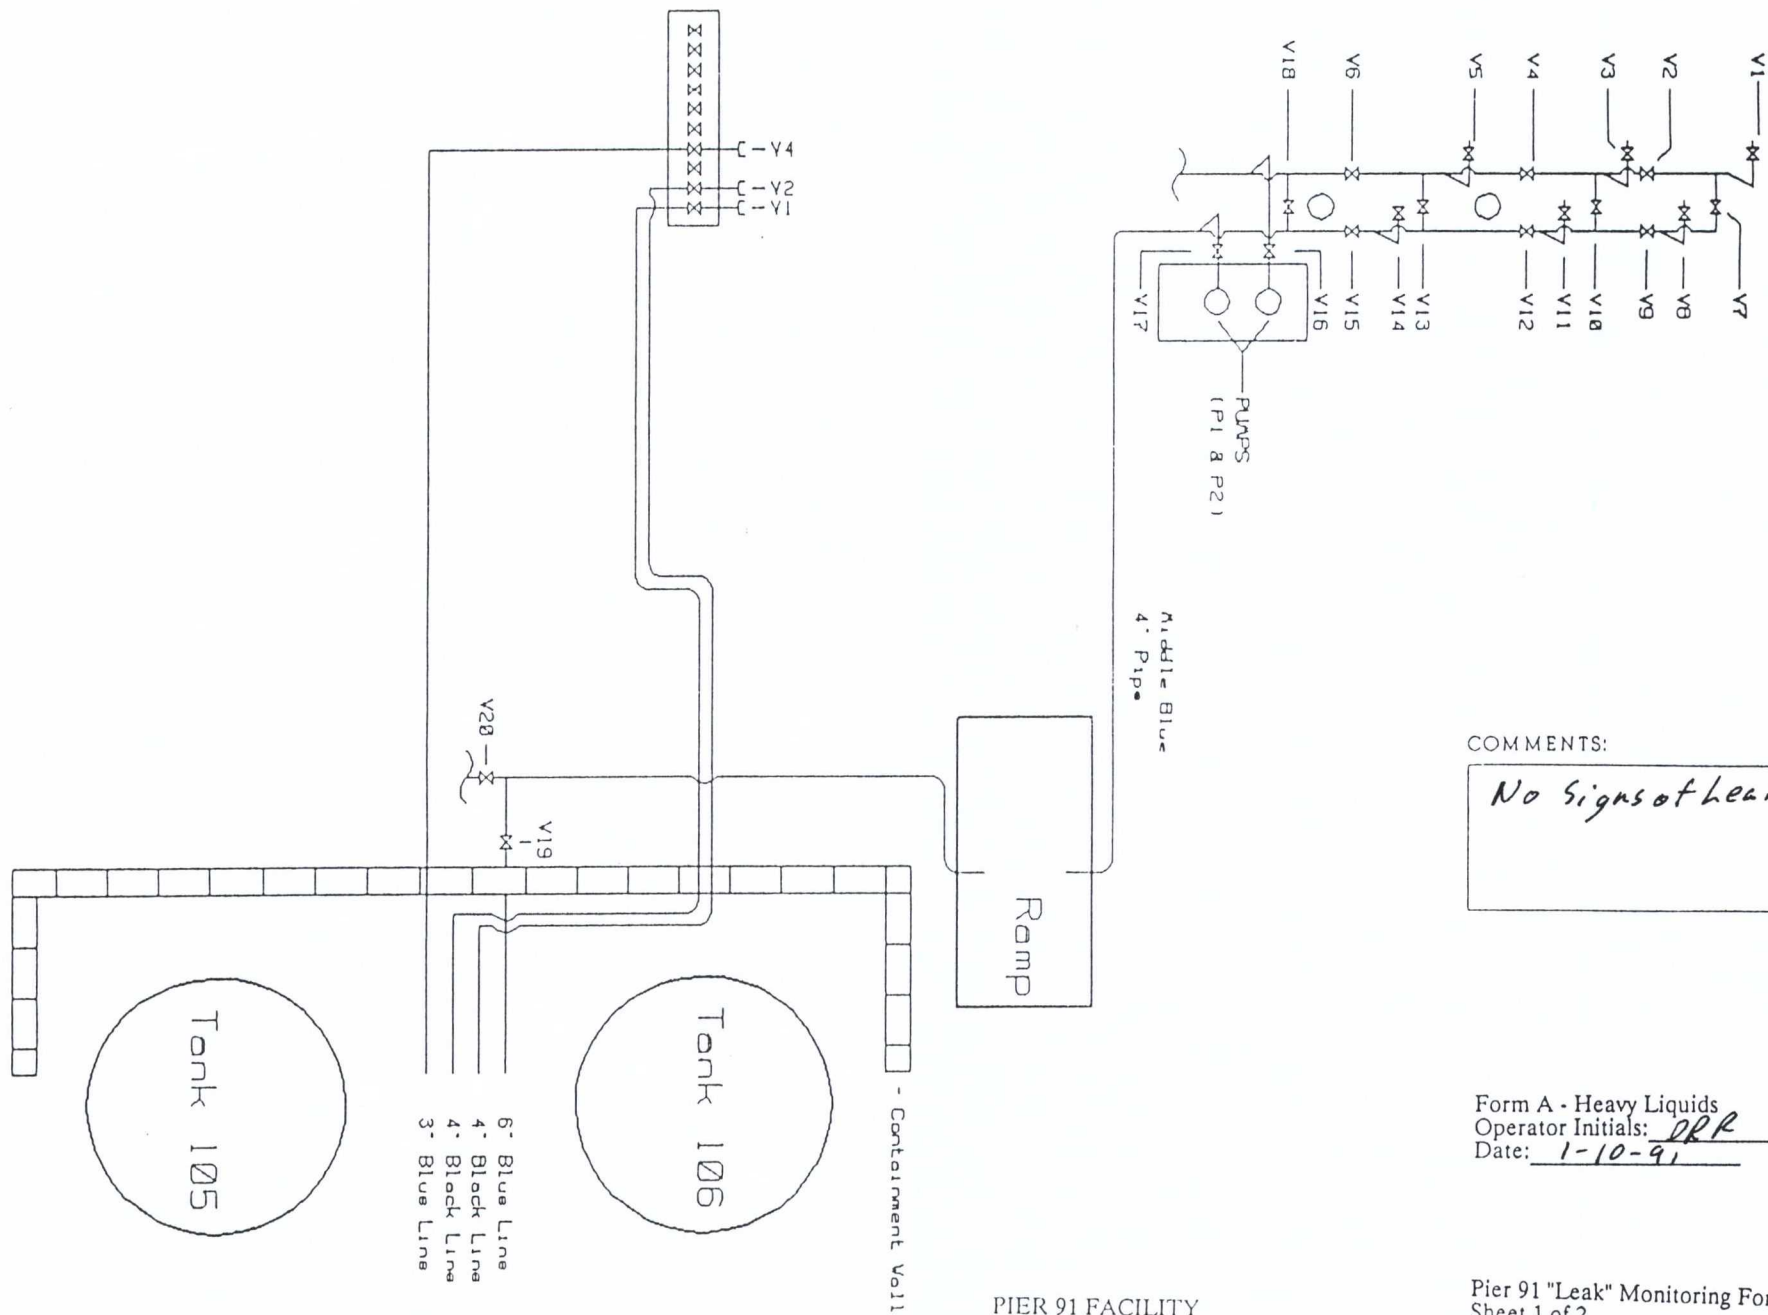 V18
V6
V5
V4
V3
V2
V1
Y4
Y2
Y1
V17
V16
V15
V14
V13
V12
V11
V10
V9
V8
V7
PUMPS
(P1 & P2)
Middle Blue
4" Pipe
V20
V19
Ramp
Tank 105
Tank 106
3" Blue Line
4" Black Line
4" Black Line
6" Blue Line
- Containment Wall
COMMENTS:
No Signs of Lea
Form A - Heavy Liquids
Operator Initials: DRR
Date: 1-10-91
PIER 91 FACILITY
Pier 91 "Leak" Monitoring For
Sheet 1 of 2